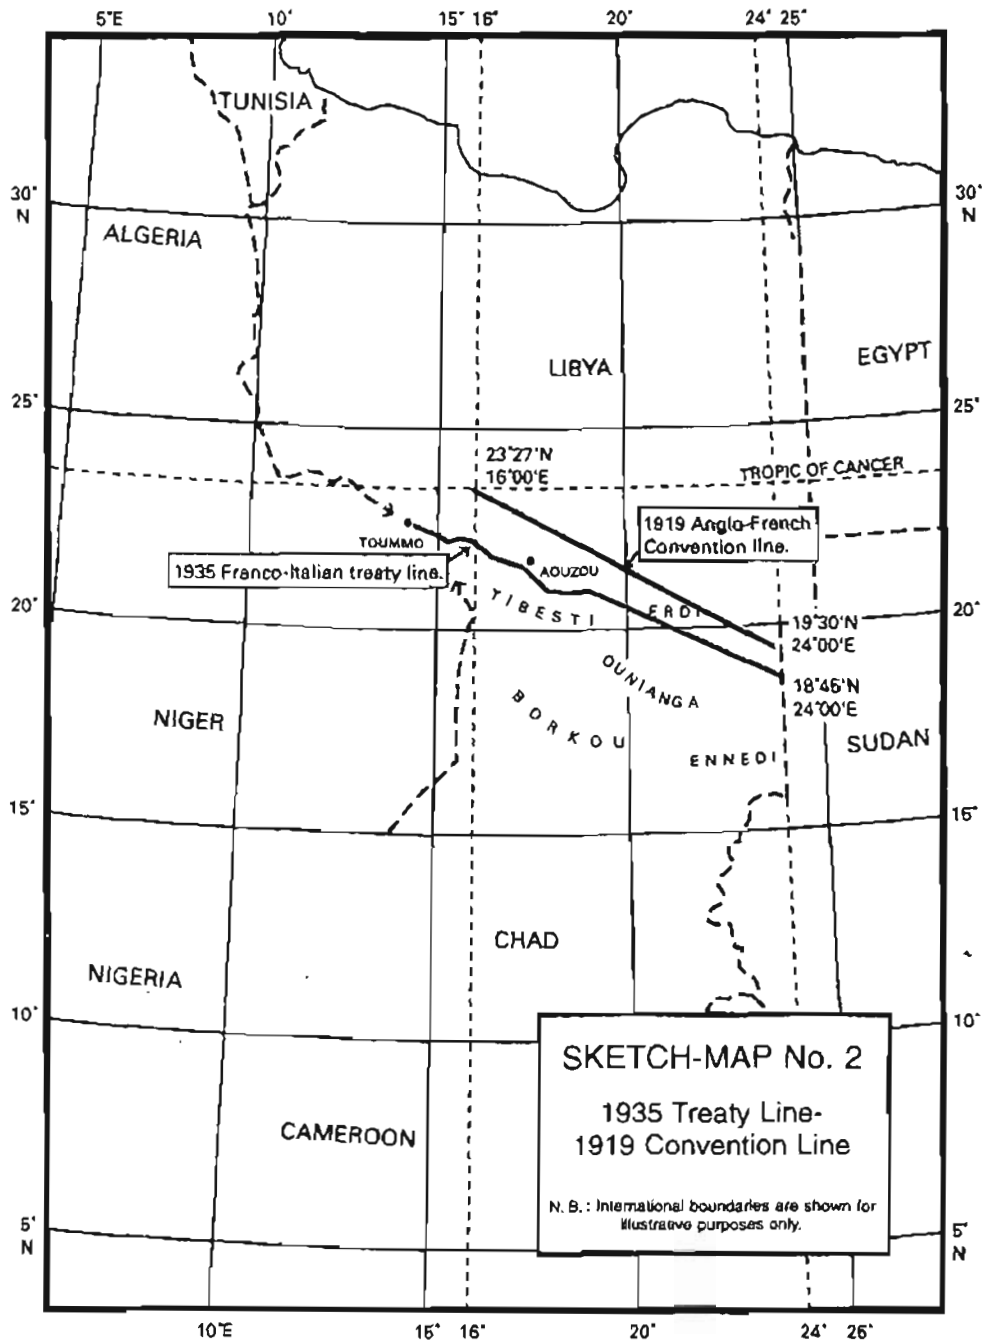 5°E 10° 15° 16° 20° 24° 25°
TUNISIA
30°
N
30°
N
ALGERIA
LIBYA
EGYPT
25°
25°
23°27'N
16°00'E
TROPIC OF CANCER
1919 Anglo-French
Convention line.
TOUMMO
1935 Franco-Italian treaty line.
AOUZOU
TIBESTI
ERDI
20°
20°
19°30'N
24°00'E
OUNIANGA
18°45'N
24°00'E
BORKOU
NIGER
ENNEDI
SUDAN
15°
15°
CHAD
NIGERIA
10°
10°
SKETCH-MAP No. 2
1935 Treaty Line-
1919 Convention Line
N. B. : International boundaries are shown for
illustrative purposes only.
CAMEROON
5°
N
5°
N
10°E 15° 16° 20° 24° 26°